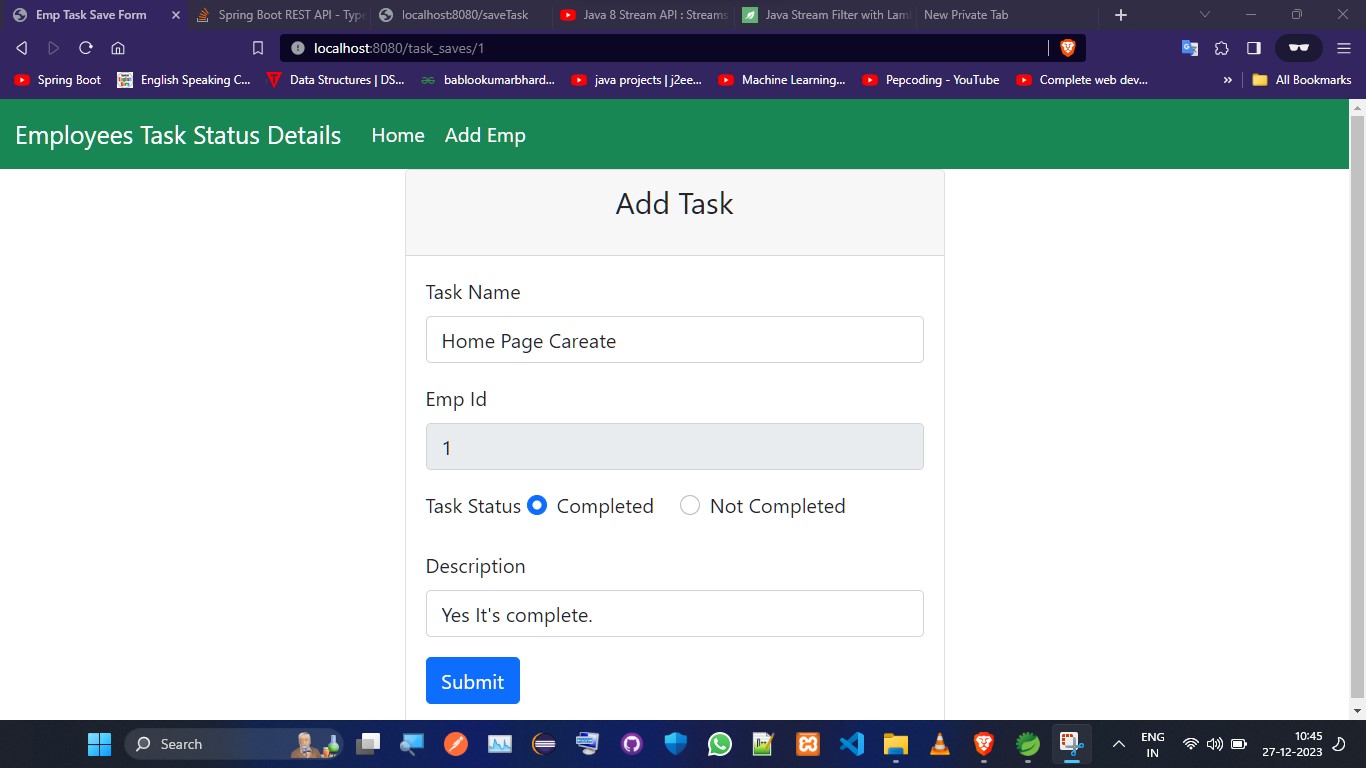 Emp Task Save Form
Spring Boot REST API - Type
localhost:8080/saveTask
Java 8 Stream API : Streams
Java Stream Filter with Lam
New Private Tab
localhost:8080/task_saves/1
Spring Boot
English Speaking C...
Data Structures | DS...
bablookumarbhard...
java projects | j2ee...
Machine Learning...
Pepcoding - YouTube
Complete web dev...
»
All Bookmarks
Employees Task Status Details
Home
Add Emp
Add Task
Task Name
Home Page Careate
Emp Id
1
Task Status
Completed
Not Completed
Description
Yes It's complete.
Submit
Search
ENG
IN
10:45
27-12-2023